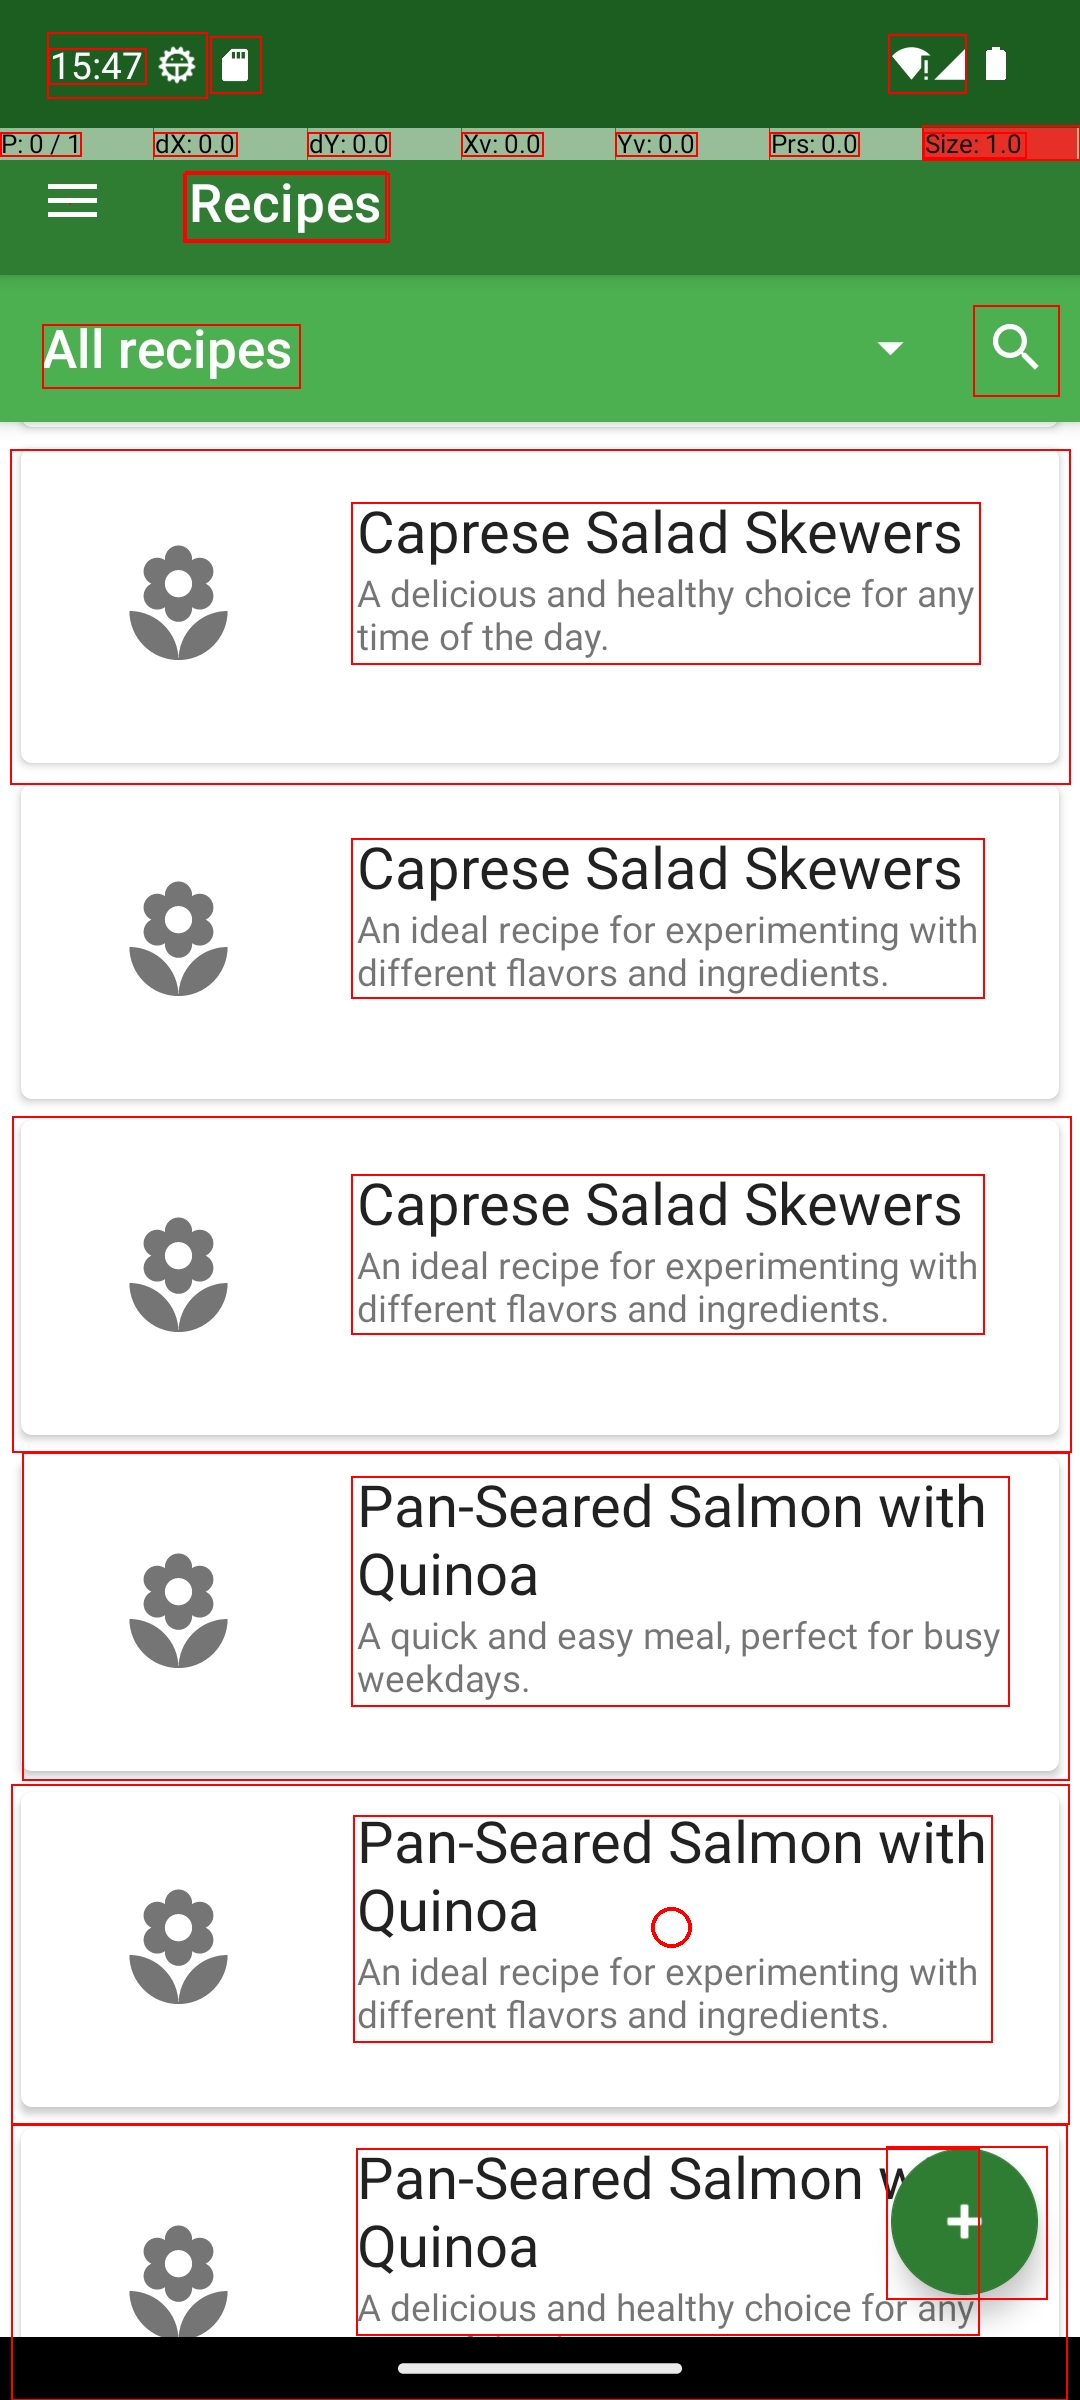 15:47
P: 0 / 1 dX: 0.0 dY: 0.0 Xv: 0.0 Yv: 0.0 Prs: 0.0 Size: 1.0
Recipes
All recipes
Caprese Salad Skewers
A delicious and healthy choice for any
time of the day.
Caprese Salad Skewers
An ideal recipe for experimenting with
different flavors and ingredients.
Caprese Salad Skewers
An ideal recipe for experimenting with
different flavors and ingredients.
Pan-Seared Salmon with
Quinoa
A quick and easy meal, perfect for busy
weekdays.
Pan-Seared Salmon with
Quinoa
An ideal recipe for experimenting with
different flavors and ingredients.
Pan-Seared Salmon
Quinoa
A delicious and healthy choice for any